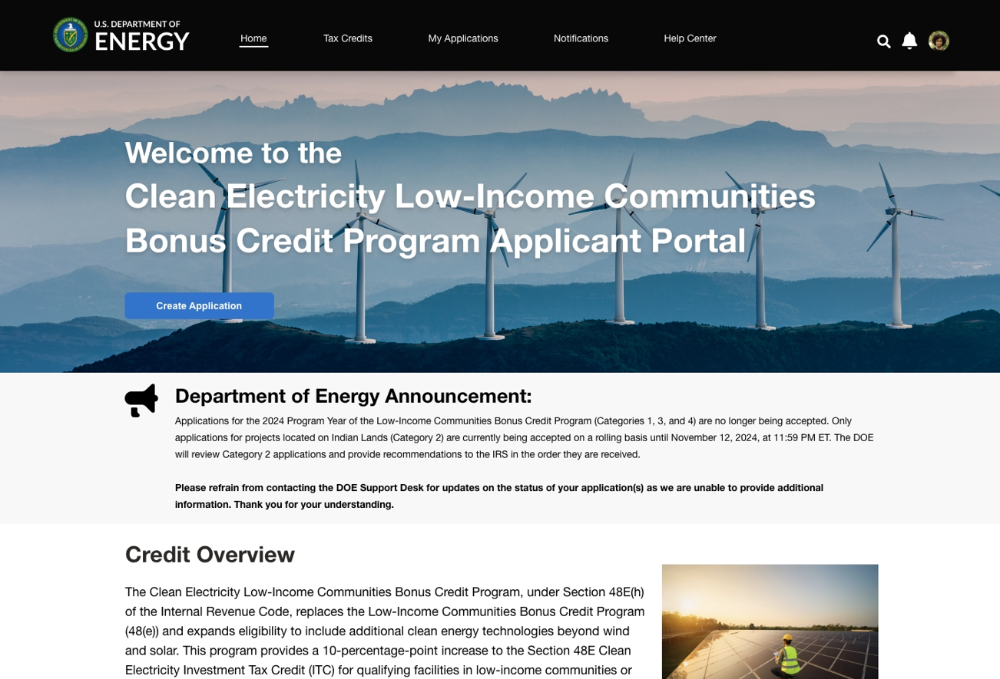 U.S. DEPARTMENT OF
ENERGY
Home
Tax Credits
My Applications
Notifications
Help Center
Welcome to the
Clean Electricity Low-Income Communities
Bonus Credit Program Applicant Portal
Create Application
Department of Energy Announcement:
Applications for the 2024 Program Year of the Low-Income Communities Bonus Credit Program (Categories 1, 3, and 4) are no longer being accepted. Only
applications for projects located on Indian Lands (Category 2) are currently being accepted on a rolling basis until November 12, 2024, at 11:59 PM ET. The DOE
will review Category 2 applications and provide recommendations to the IRS in the order they are received.
Please refrain from contacting the DOE Support Desk for updates on the status of your application(s) as we are unable to provide additional
information. Thank you for your understanding.
Credit Overview
The Clean Electricity Low-Income Communities Bonus Credit Program, under Section 48E(h)
of the Internal Revenue Code, replaces the Low-Income Communities Bonus Credit Program
(48(e)) and expands eligibility to include additional clean energy technologies beyond wind
and solar. This program provides a 10-percentage-point increase to the Section 48E Clean
Electricity Investment Tax Credit (ITC) for qualifying facilities in low-income communities or